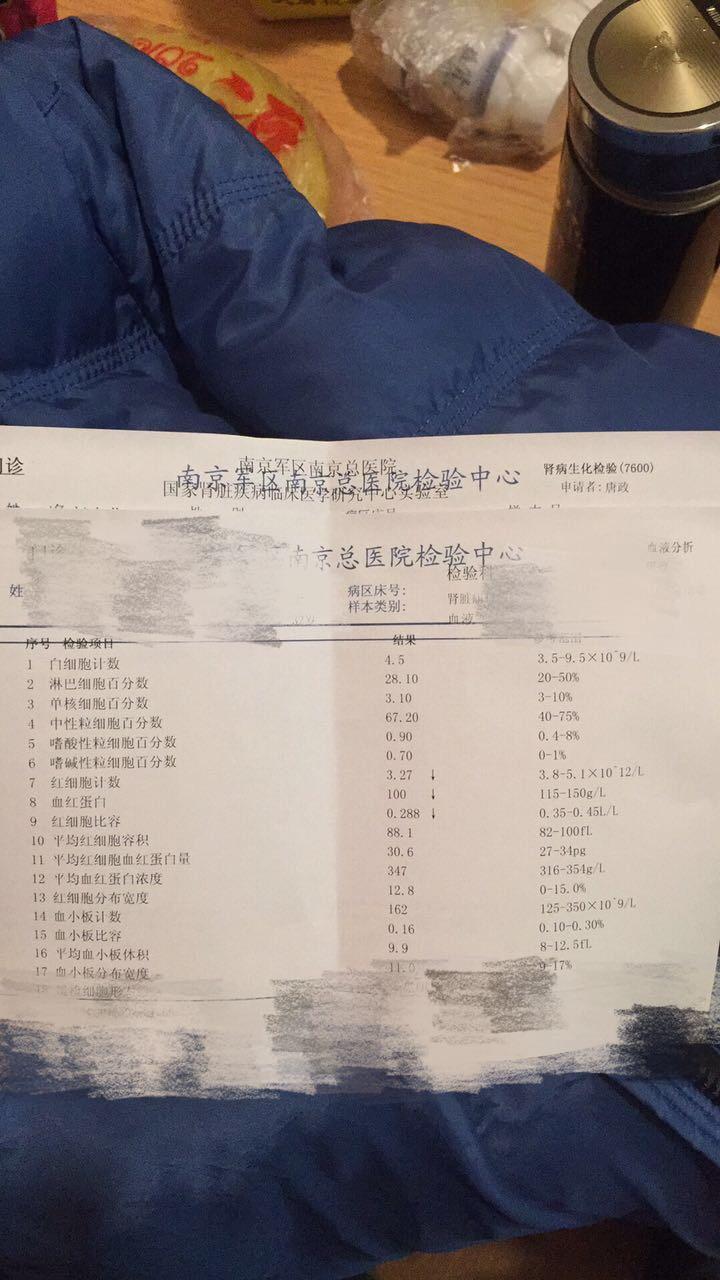 门诊
南京军区南京总医院
南京军区南京总医院检验中心
肾病生化检验(7600)
国家肾脏疾病临床医学研究中心实验室
申请者:唐政
门诊
南京总医院检验中心
血液分析
检验科
姓
病区床号:
样本类别:
血液
序号 检验项目 结果 参考范围
1 白细胞计数 4.5 3.5-9.5×10^9/L
2 淋巴细胞百分数 28.10 20-50%
3 单核细胞百分数 3.10 3-10%
4 中性粒细胞百分数 67.20 40-75%
5 嗜酸性粒细胞百分数 0.90 0.4-8%
6 嗜碱性粒细胞百分数 0.70 0-1%
7 红细胞计数 3.27 ↓ 3.8-5.1×10^12/L
8 血红蛋白 100 ↓ 115-150g/L
9 红细胞比容 0.288 ↓ 0.35-0.45L/L
10 平均红细胞容积 88.1 82-100fL
11 平均红细胞血红蛋白量 30.6 27-34pg
12 平均血红蛋白浓度 347 316-354g/L
13 红细胞分布宽度 12.8 0-15.0%
14 血小板计数 162 125-350×10^9/L
15 血小板比容 0.16 0.10-0.30%
16 平均血小板体积 9.9 8-12.5fL
17 血小板分布宽度 11.0 9-17%